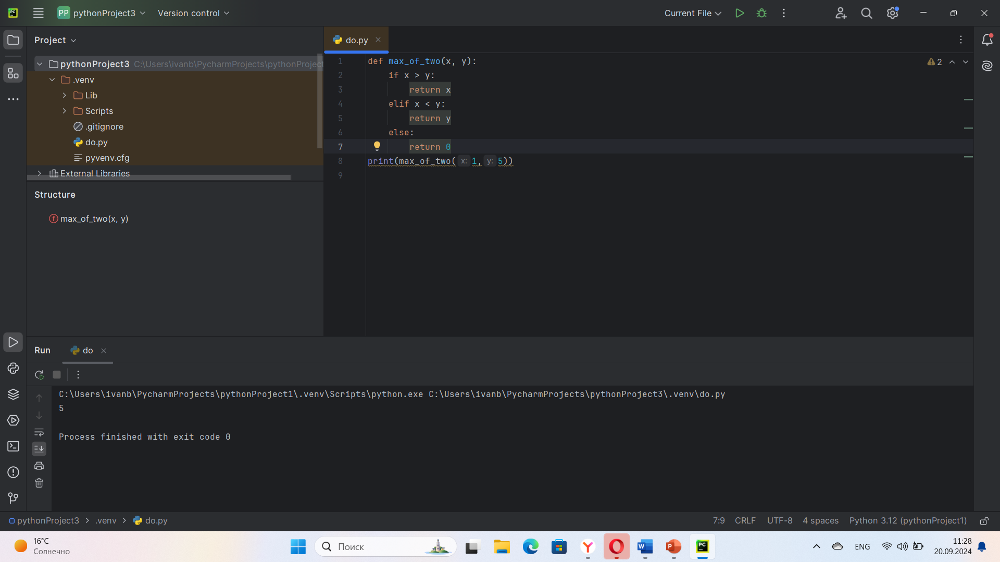 PC
PP pythonProject3
Version control
Current File
Project
pythonProject3 C:\Users\ivanb\PycharmProjects\pythonProject
.venv
Lib
Scripts
.gitignore
do.py
pyvenv.cfg
External Libraries
Structure
f max_of_two(x, y)
do.py
2
1 def max_of_two(x, y):
2 if x > y:
3 return x
4 elif x < y:
5 return y
6 else:
7 return 0
8 print(max_of_two( x: 1, y: 5))
9
Run
do
C:\Users\ivanb\PycharmProjects\pythonProject1\.venv\Scripts\python.exe C:\Users\ivanb\PycharmProjects\pythonProject3\.venv\do.py
5
Process finished with exit code 0
pythonProject3 > .venv > do.py
7:9 CRLF UTF-8 4 spaces Python 3.12 (pythonProject1)
16°C
Солнечно
Поиск
Y
W
P
PC
ENG
11:28
20.09.2024